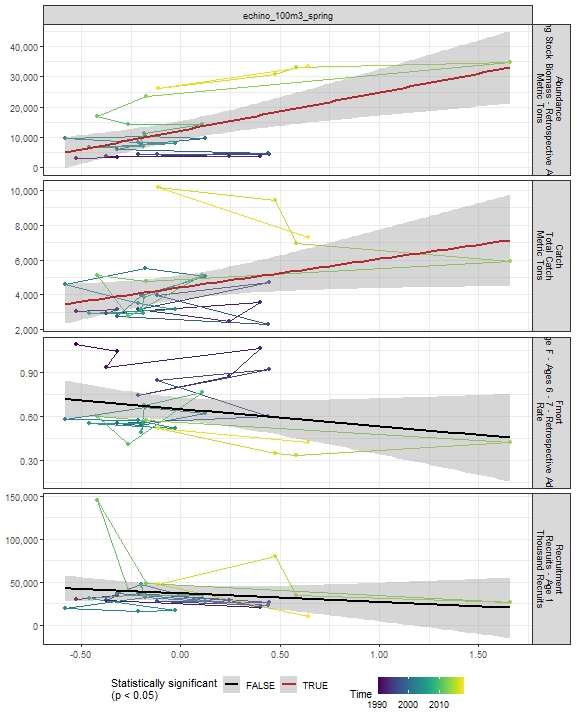 echino_100m3_spring
40,000
30,000
20,000
10,000
0
Abundance
Stock Biomass - Retrospective
Metric Tons
10,000
8,000
6,000
4,000
2,000
Catch
Total Catch
Metric Tons
0.90
0.60
0.30
Fmort
F - Ages 6 - 7 - Retrospective
Rate
150,000
100,000
50,000
0
Recruitment
Recruits - Age 1
Thousand Recruits
-0.50
0.00
0.50
1.00
1.50
Statistically significant
(p < 0.05)
FALSE
TRUE
Time
1990
2000
2010